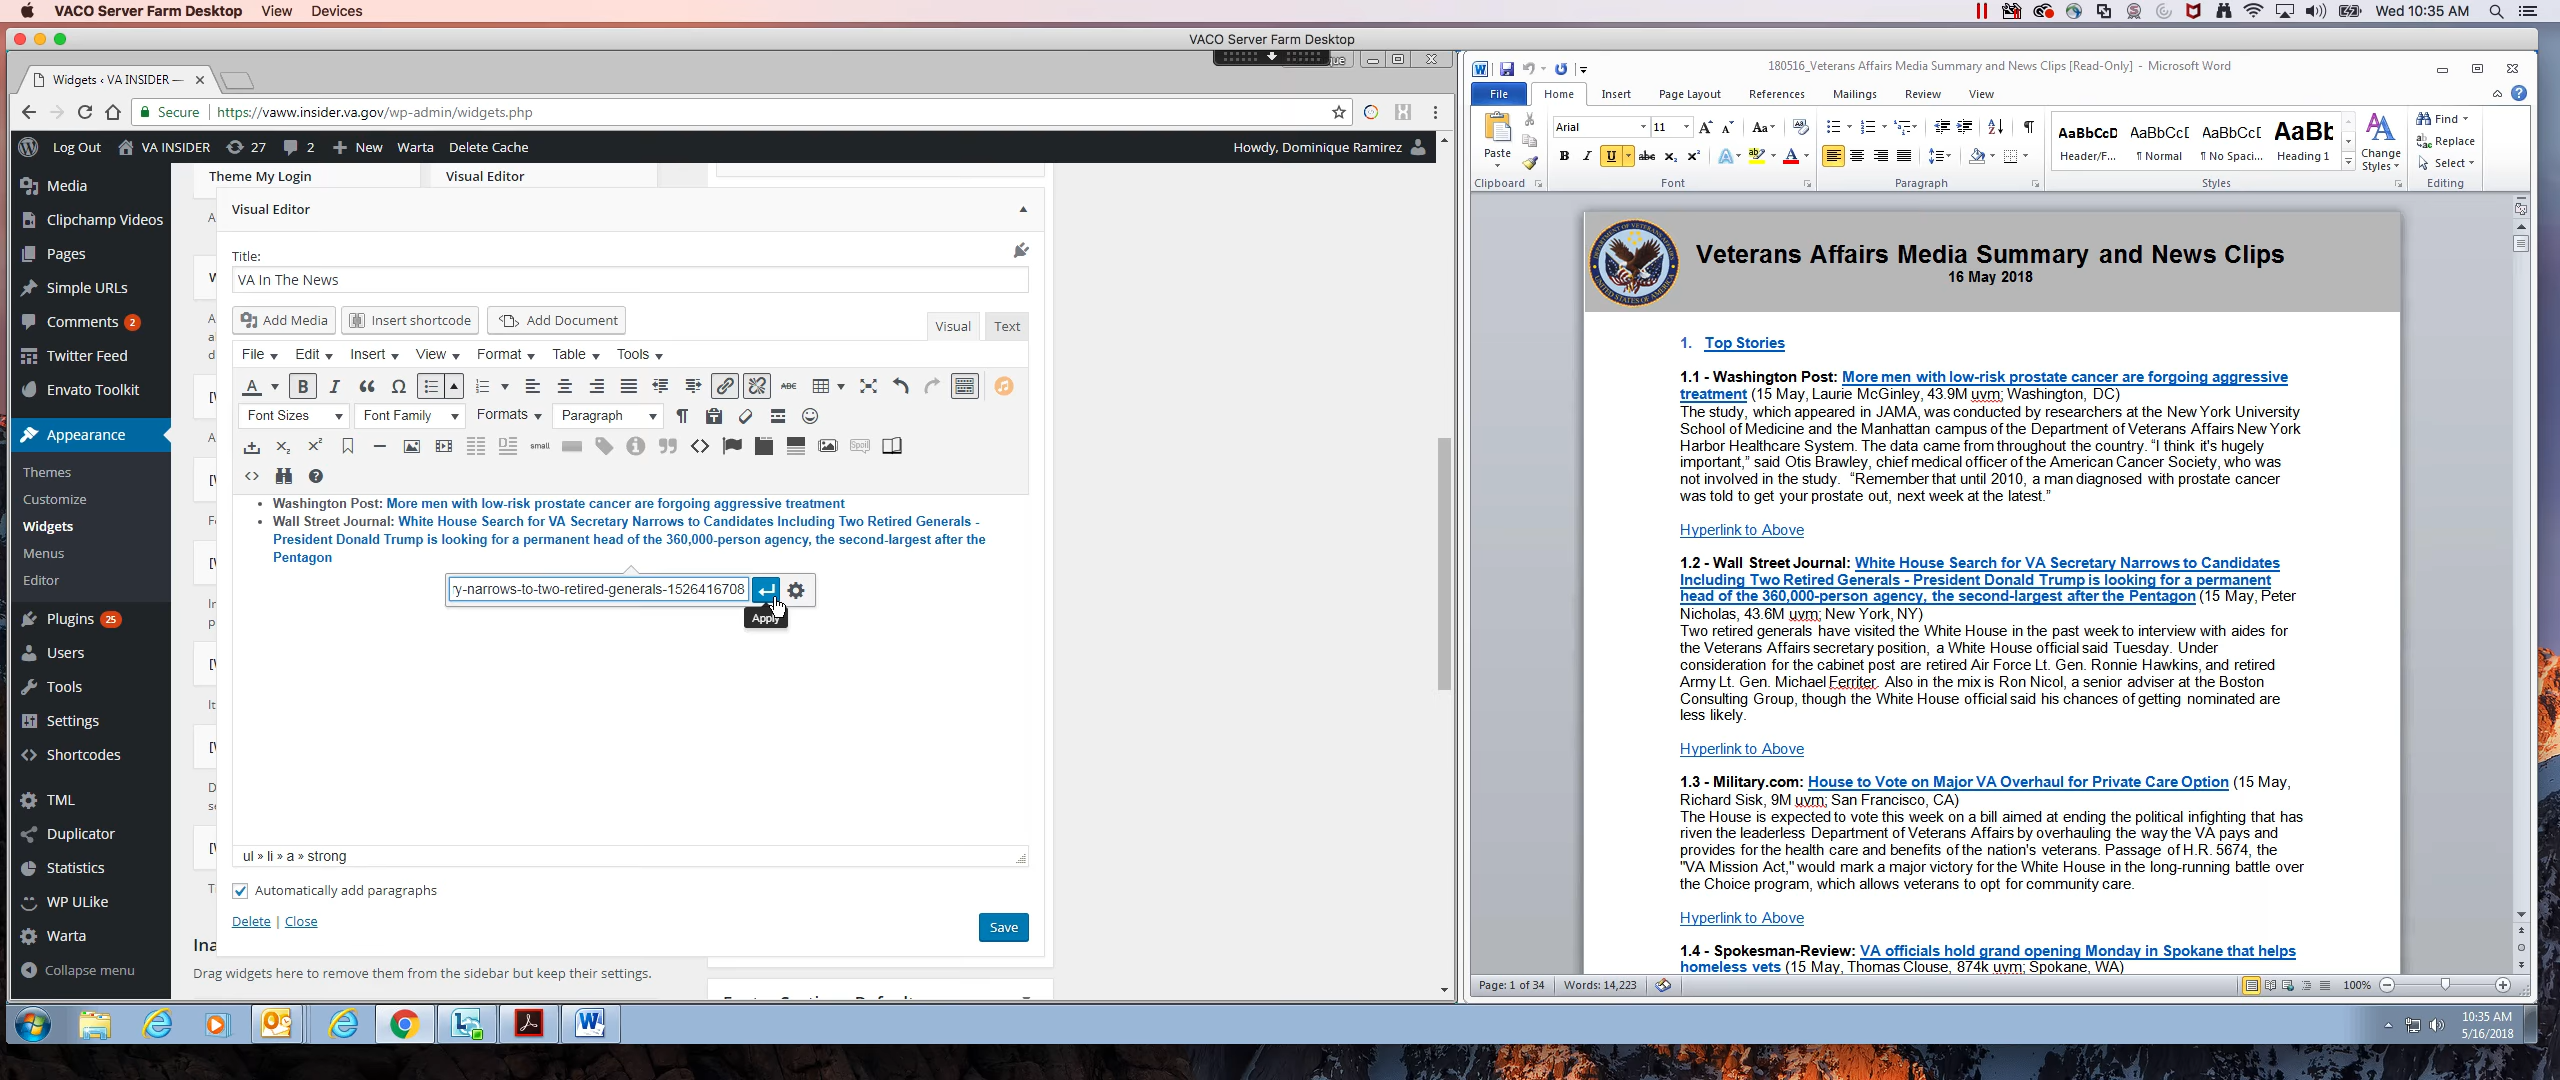 VACO Server Farm Desktop View Devices Wed 10:35 AM
VACO Server Farm Desktop
Widgets ‹ VA INSIDER —
Secure https://vaww.insider.va.gov/wp-admin/widgets.php
Log Out VA INSIDER 27 2 New Warta Delete Cache Howdy, Dominique Ramirez
Media
Clipchamp Videos
Pages
Simple URLs
Comments 2
Twitter Feed
Envato Toolkit
Appearance
Themes
Customize
Widgets
Menus
Editor
Plugins 25
Users
Tools
Settings
Shortcodes
TML
Duplicator
Statistics
WP ULike
Warta
Collapse menu
Theme My Login Visual Editor
Visual Editor
Title:
VA In The News
Add Media Insert shortcode Add Document Visual Text
File Edit Insert View Format Table Tools
Font Sizes Font Family Formats Paragraph
small
• Washington Post: More men with low-risk prostate cancer are forgoing aggressive treatment
• Wall Street Journal: White House Search for VA Secretary Narrows to Candidates Including Two Retired Generals -
President Donald Trump is looking for a permanent head of the 360,000-person agency, the second-largest after the
Pentagon
y-narrows-to-two-retired-generals-1526416708
Apply
ul » li » a » strong
Automatically add paragraphs
Delete | Close
Save
Ina
Drag widgets here to remove them from the sidebar but keep their settings.
180516_Veterans Affairs Media Summary and News Clips [Read-Only] - Microsoft Word
File Home Insert Page Layout References Mailings Review View
Paste
Arial 11
AaBbCcD AaBbCcI AaBbCcI AaBb
Header/F... ¶ Normal ¶ No Spaci... Heading 1
Change Styles
Find
Replace
Select
Clipboard Font Paragraph Styles Editing
Veterans Affairs Media Summary and News Clips
16 May 2018
1. Top Stories
1.1 - Washington Post: More men with low-risk prostate cancer are forgoing aggressive
treatment (15 May, Laurie McGinley, 43.9M uvm; Washington, DC)
The study, which appeared in JAMA, was conducted by researchers at the New York University
School of Medicine and the Manhattan campus of the Department of Veterans Affairs New York
Harbor Healthcare System. The data came from throughout the country. “I think it's hugely
important,” said Otis Brawley, chief medical officer of the American Cancer Society, who was
not involved in the study. “Remember that until 2010, a man diagnosed with prostate cancer
was told to get your prostate out, next week at the latest.”
Hyperlink to Above
1.2 - Wall Street Journal: White House Search for VA Secretary Narrows to Candidates
Including Two Retired Generals - President Donald Trump is looking for a permanent
head of the 360,000-person agency, the second-largest after the Pentagon (15 May, Peter
Nicholas, 43.6M uvm; New York, NY)
Two retired generals have visited the White House in the past week to interview with aides for
the Veterans Affairs secretary position, a White House official said Tuesday. Under
consideration for the cabinet post are retired Air Force Lt. Gen. Ronnie Hawkins, and retired
Army Lt. Gen. Michael Ferriter. Also in the mix is Ron Nicol, a senior adviser at the Boston
Consulting Group, though the White House official said his chances of getting nominated are
less likely.
Hyperlink to Above
1.3 - Military.com: House to Vote on Major VA Overhaul for Private Care Option (15 May,
Richard Sisk, 9M uvm; San Francisco, CA)
The House is expected to vote this week on a bill aimed at ending the political infighting that has
riven the leaderless Department of Veterans Affairs by overhauling the way the VA pays and
provides for the health care and benefits of the nation's veterans. Passage of H.R. 5674, the
"VA Mission Act," would mark a major victory for the White House in the long-running battle over
the Choice program, which allows veterans to opt for community care.
Hyperlink to Above
1.4 - Spokesman-Review: VA officials hold grand opening Monday in Spokane that helps
homeless vets (15 May, Thomas Clouse, 874k uvm; Spokane, WA)
Page: 1 of 34 Words: 14,223 100%
10:35 AM
5/16/2018